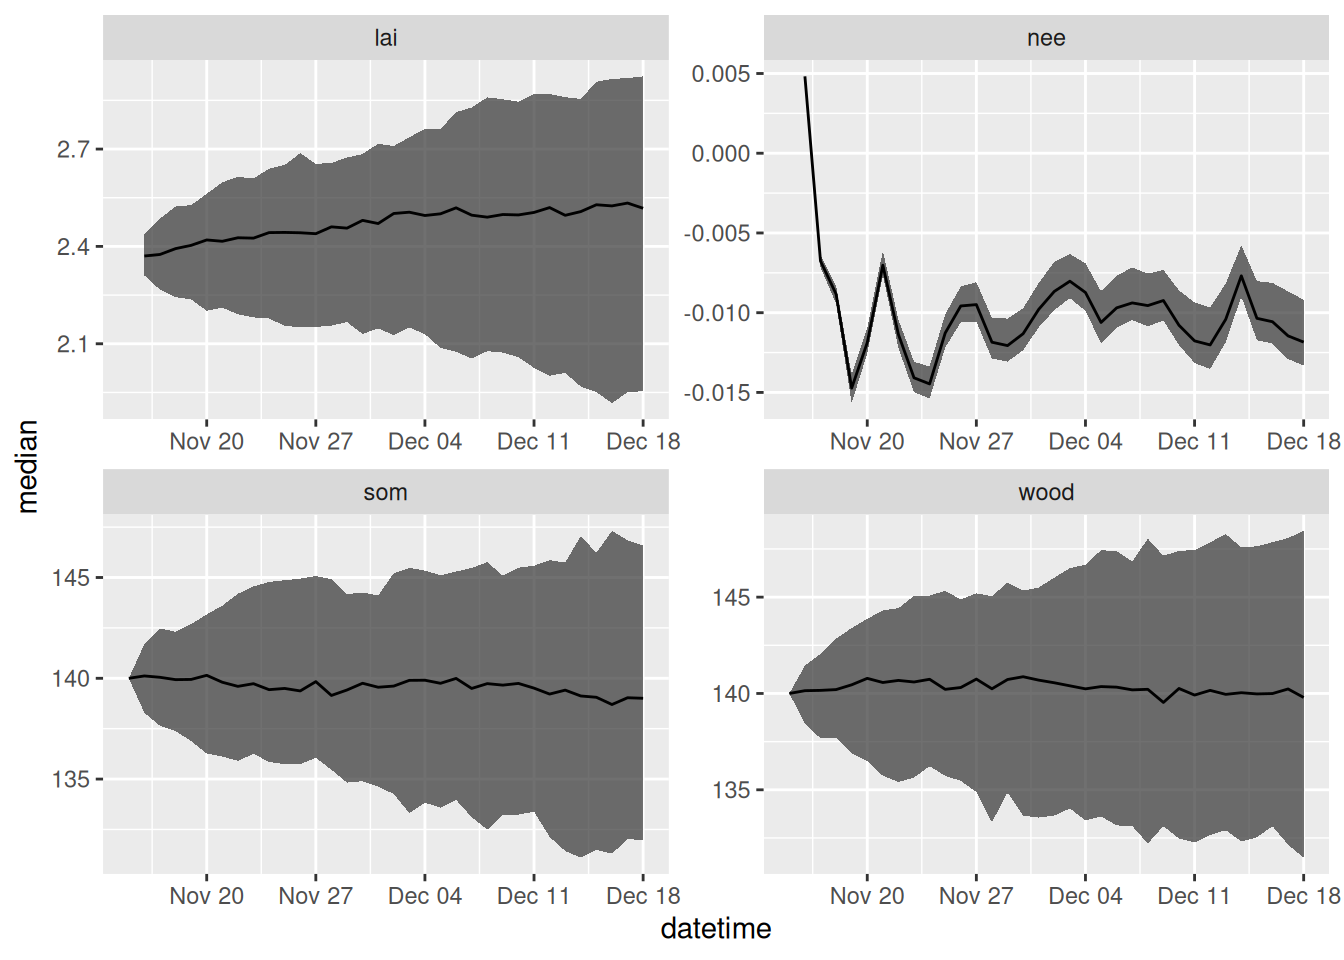 lai
nee
2.7
2.4
2.1
0.005
0.000
-0.005
-0.010
-0.015
Nov 20 Nov 27 Dec 04 Dec 11 Dec 18
Nov 20 Nov 27 Dec 04 Dec 11 Dec 18
median
som
wood
145
140
135
145
140
135
Nov 20 Nov 27 Dec 04 Dec 11 Dec 18
Nov 20 Nov 27 Dec 04 Dec 11 Dec 18
datetime